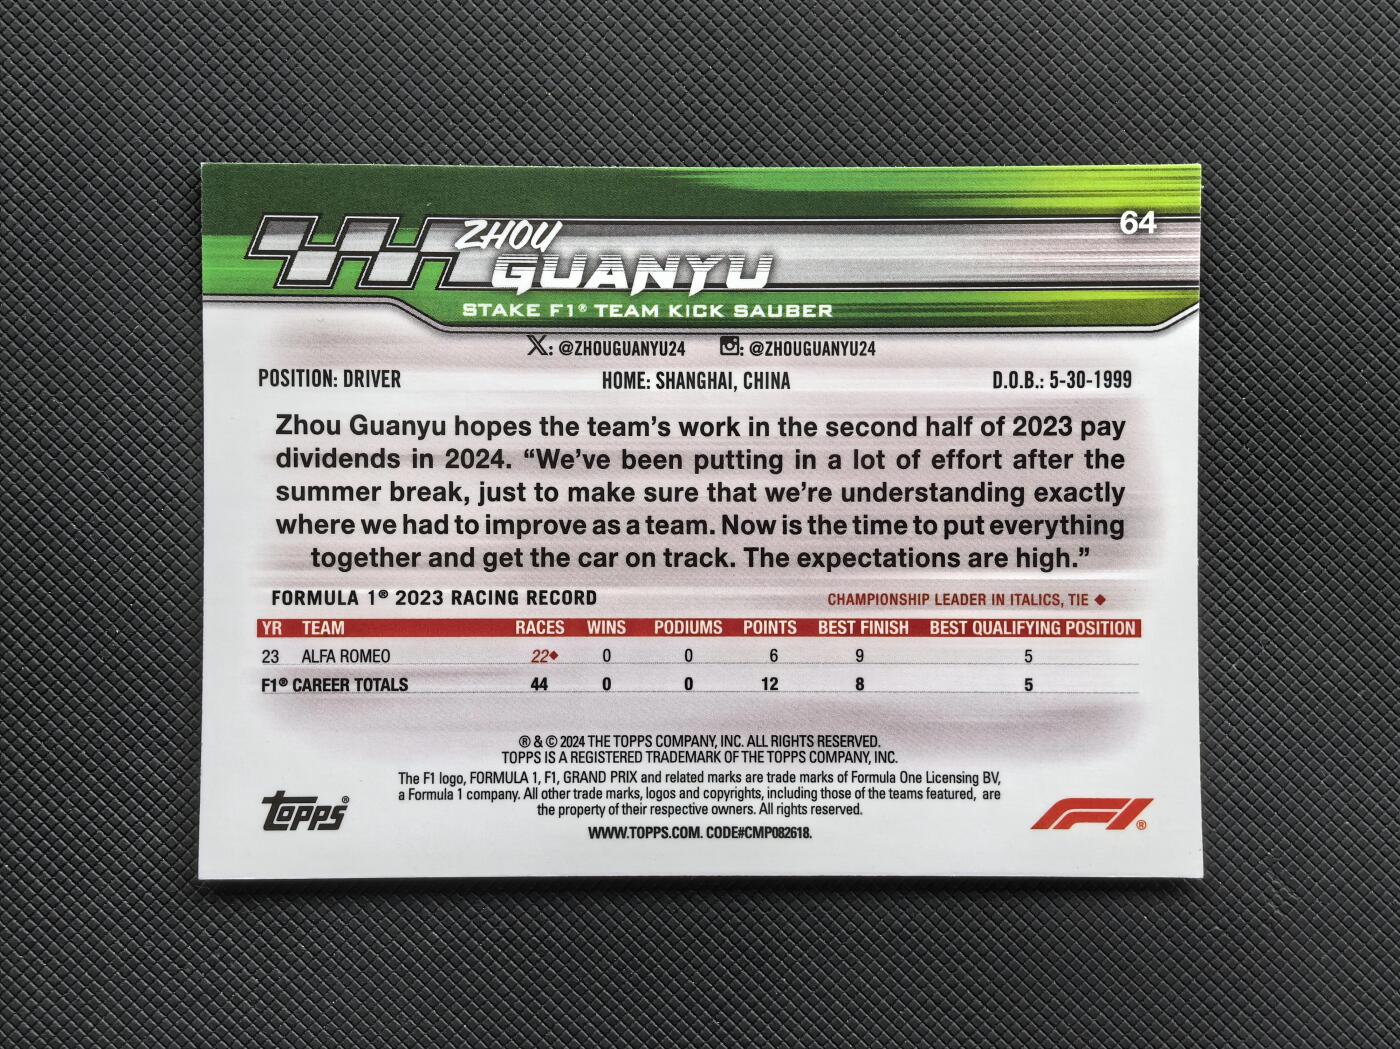 64
ZHOU
GUANYU
STAKE F1® TEAM KICK SAUBER
X: @ZHOUGUANYU24 : @ZHOUGUANYU24
POSITION: DRIVER HOME: SHANGHAI, CHINA D.O.B.: 5-30-1999
Zhou Guanyu hopes the team's work in the second half of 2023 pay
dividends in 2024. “We've been putting in a lot of effort after the
summer break, just to make sure that we're understanding exactly
where we had to improve as a team. Now is the time to put everything
together and get the car on track. The expectations are high.”
FORMULA 1® 2023 RACING RECORD CHAMPIONSHIP LEADER IN ITALICS, TIE ◆
YR TEAM RACES WINS PODIUMS POINTS BEST FINISH BEST QUALIFYING POSITION
23 ALFA ROMEO 22◆ 0 0 6 9 5
F1® CAREER TOTALS 44 0 0 12 8 5
® & © 2024 THE TOPPS COMPANY, INC. ALL RIGHTS RESERVED.
TOPPS IS A REGISTERED TRADEMARK OF THE TOPPS COMPANY, INC.
The F1 logo, FORMULA 1, F1, GRAND PRIX and related marks are trade marks of Formula One Licensing BV,
a Formula 1 company. All other trade marks, logos and copyrights, including those of the teams featured, are
the property of their respective owners. All rights reserved.
WWW.TOPPS.COM. CODE#CMP082618.
Topps®
F1®